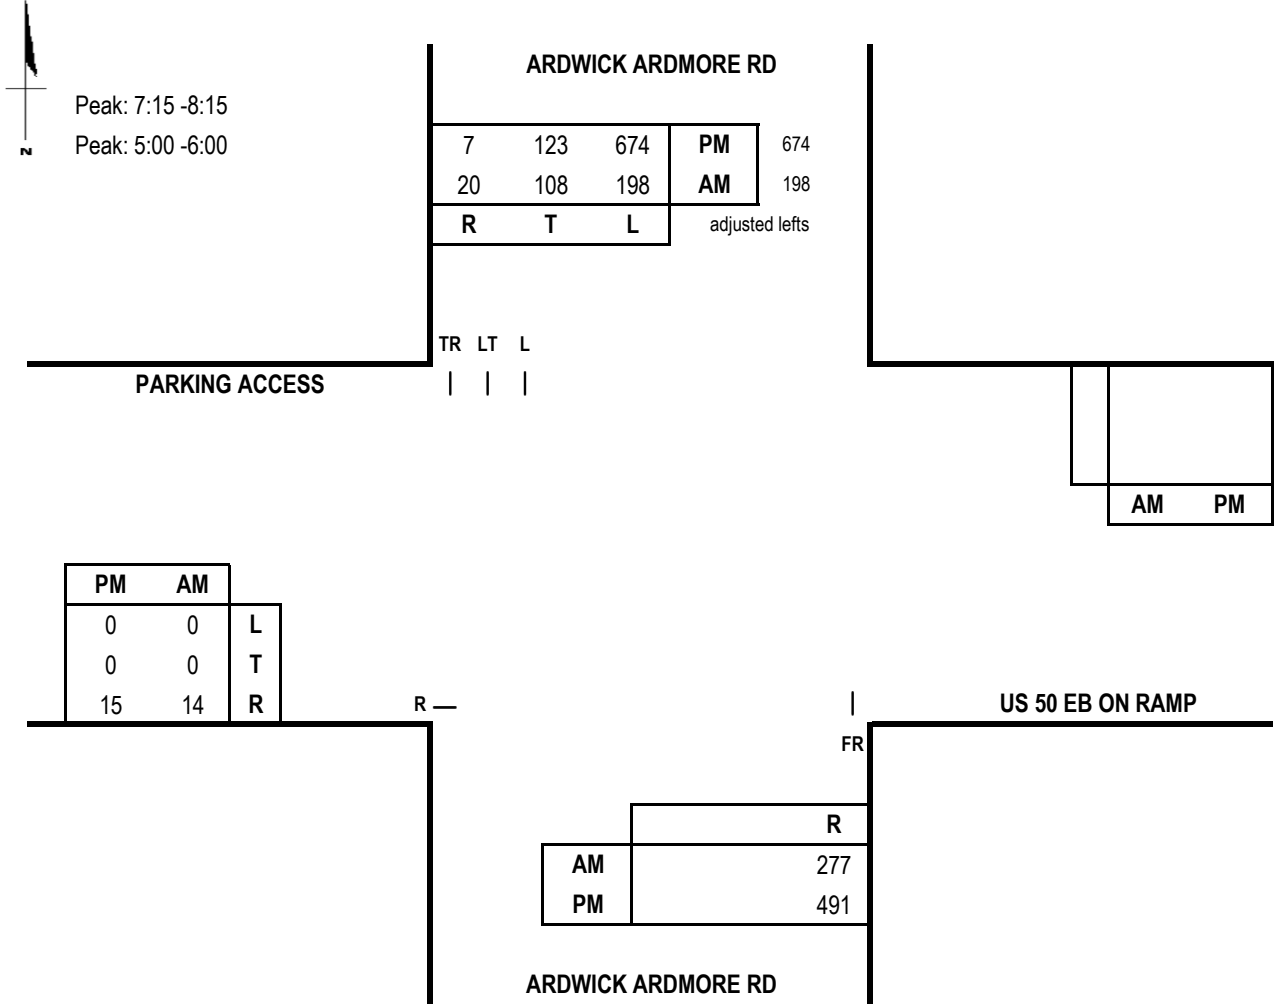 ARDWICK ARDMORE RD
Peak: 7:15 -8:15
Peak: 5:00 -6:00
N
7 123 674 PM 674
20 108 198 AM 198
R T L adjusted lefts
TR LT L
PARKING ACCESS
AM PM
PM AM
0 0 L
0 0 T
15 14 R
R
US 50 EB ON RAMP
FR
R
AM 277
PM 491
ARDWICK ARDMORE RD